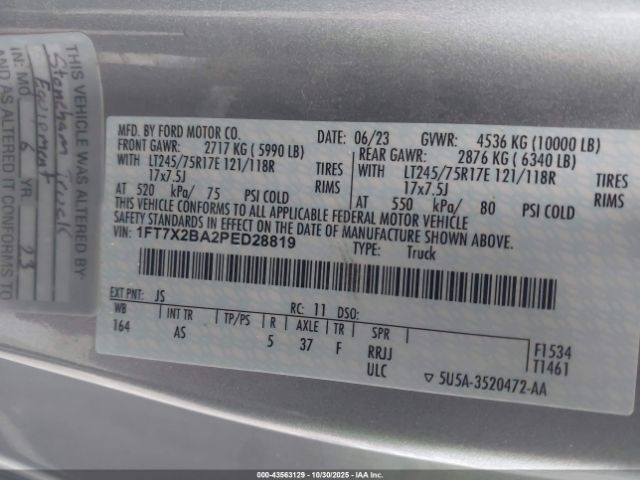 THIS VEHICLE WAS ALTERED BY
Stoneham Truck
Equipment
IN: MO. 6 YR. 23
AND AS ALTERED IT
MFD. BY FORD MOTOR CO.
DATE: 06/23 GVWR: 4536 KG (10000 LB)
FRONT GAWR: 2717 KG ( 5990 LB)
REAR GAWR: 2876 KG ( 6340 LB)
WITH LT245/75R17E 121/118R TIRES
WITH LT245/75R17E 121/118R TIRES
17x7.5J RIMS
17x7.5J RIMS
AT 520 kPa/ 75 PSI COLD
AT 550 kPa/ 80 PSI COLD
THIS VEHICLE CONFORMS TO ALL APPLICABLE FEDERAL MOTOR VEHICLE
SAFETY STANDARDS IN EFFECT ON THE DATE OF MANUFACTURE SHOWN ABOVE.
VIN: 1FT7X2BA2PED28819
TYPE: Truck
EXT PNT: JS RC: 11 DSO:
WB INT TR TP/PS R AXLE TR SPR
164 AS 5 37 F RRJJ
ULC
F1534
T1461
▽ 5U5A-3520472-AA
000-43563129 | 10/30/2025 | IAA, Inc.